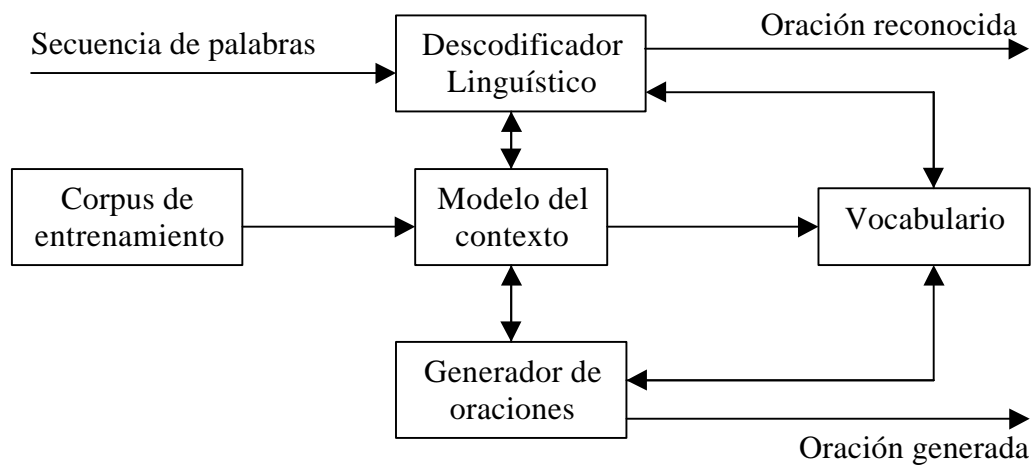 Secuencia de palabras
Descodificador
Linguístico
Oración reconocida
Corpus de
entrenamiento
Modelo del
contexto
Vocabulario
Generador de
oraciones
Oración generada